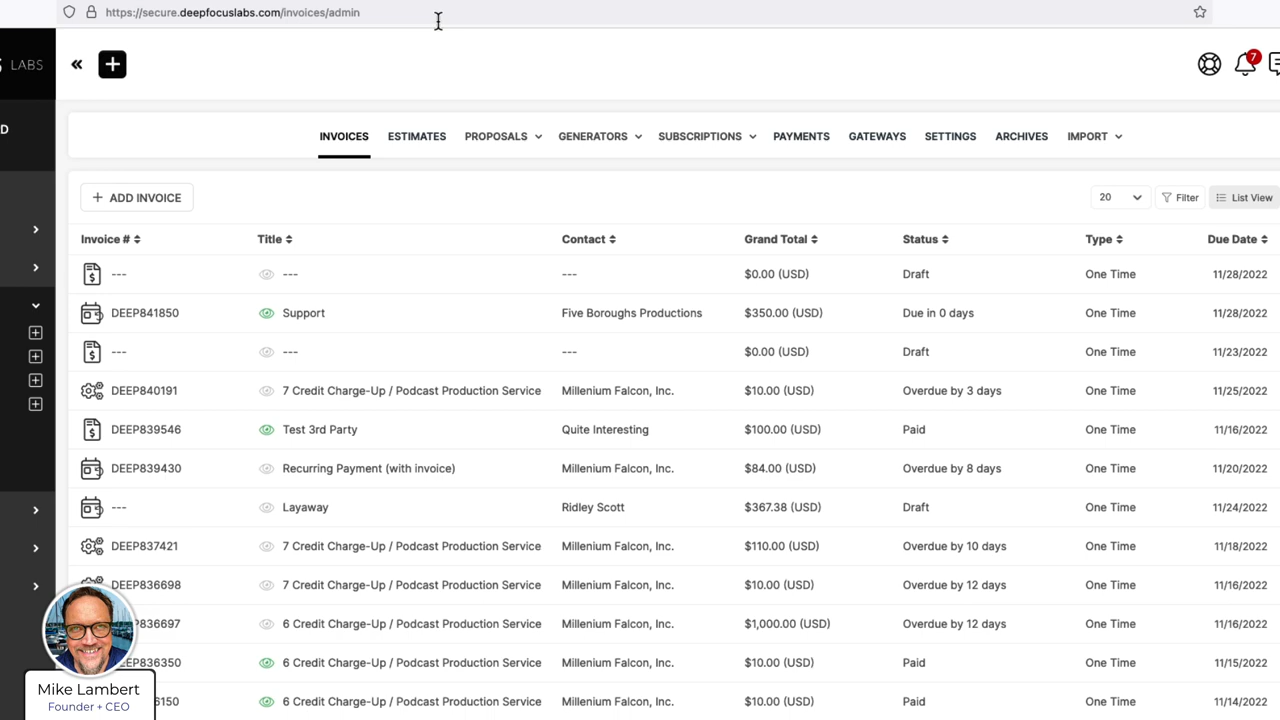 https://secure.deepfocuslabs.com/invoices/admin
LABS
7
D
INVOICES ESTIMATES PROPOSALS GENERATORS SUBSCRIPTIONS PAYMENTS GATEWAYS SETTINGS ARCHIVES IMPORT
+ ADD INVOICE 20 Filter List View
Invoice # Title Contact Grand Total Status Type Due Date
--- --- --- $0.00 (USD) Draft One Time 11/28/2022
DEEP841850 Support Five Boroughs Productions $350.00 (USD) Due in 0 days One Time 11/28/2022
--- --- --- $0.00 (USD) Draft One Time 11/23/2022
DEEP840191 7 Credit Charge-Up / Podcast Production Service Millenium Falcon, Inc. $10.00 (USD) Overdue by 3 days One Time 11/25/2022
DEEP839546 Test 3rd Party Quite Interesting $100.00 (USD) Paid One Time 11/16/2022
DEEP839430 Recurring Payment (with invoice) Millenium Falcon, Inc. $84.00 (USD) Overdue by 8 days One Time 11/20/2022
--- Layaway Ridley Scott $367.38 (USD) Draft One Time 11/24/2022
DEEP837421 7 Credit Charge-Up / Podcast Production Service Millenium Falcon, Inc. $110.00 (USD) Overdue by 10 days One Time 11/18/2022
DEEP836698 7 Credit Charge-Up / Podcast Production Service Millenium Falcon, Inc. $10.00 (USD) Overdue by 12 days One Time 11/16/2022
EP836697 6 Credit Charge-Up / Podcast Production Service Millenium Falcon, Inc. $1,000.00 (USD) Overdue by 12 days One Time 11/16/2022
EP836350 6 Credit Charge-Up / Podcast Production Service Millenium Falcon, Inc. $10.00 (USD) Paid One Time 11/15/2022
6150 6 Credit Charge-Up / Podcast Production Service Millenium Falcon, Inc. $10.00 (USD) Paid One Time 11/14/2022
Mike Lambert
Founder + CEO